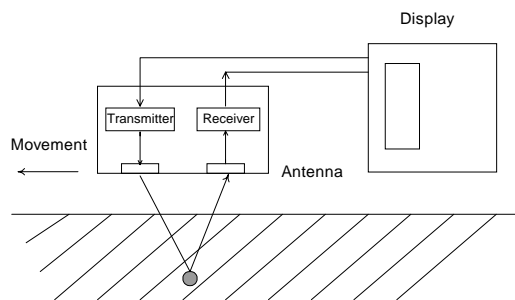 Display
Transmitter
Receiver
Movement
Antenna